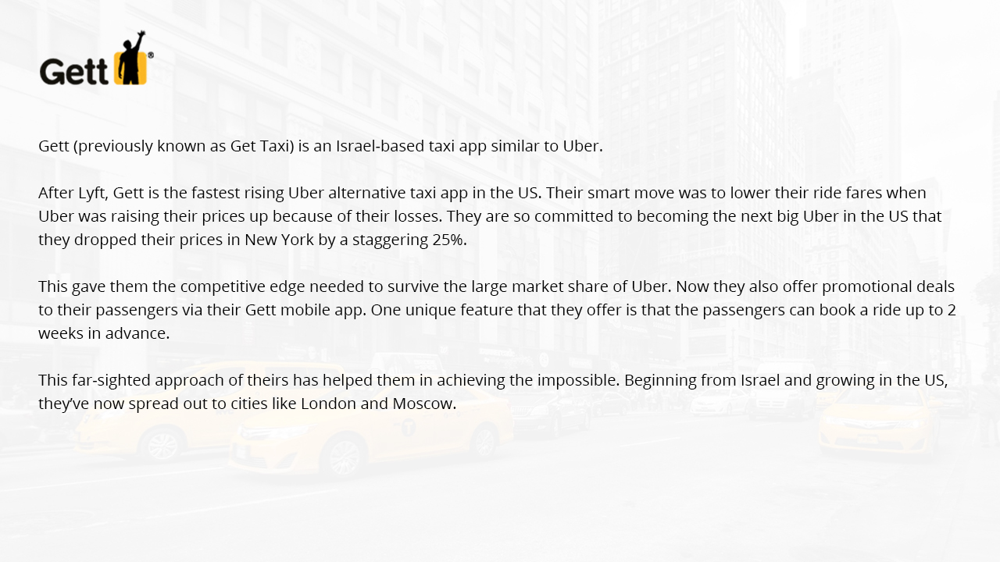 Gett®
Gett (previously known as Get Taxi) is an Israel-based taxi app similar to Uber.
After Lyft, Gett is the fastest rising Uber alternative taxi app in the US. Their smart move was to lower their ride fares when
Uber was raising their prices up because of their losses. They are so committed to becoming the next big Uber in the US that
they dropped their prices in New York by a staggering 25%.
This gave them the competitive edge needed to survive the large market share of Uber. Now they also offer promotional deals
to their passengers via their Gett mobile app. One unique feature that they offer is that the passengers can book a ride up to 2
weeks in advance.
This far-sighted approach of theirs has helped them in achieving the impossible. Beginning from Israel and growing in the US,
they’ve now spread out to cities like London and Moscow.